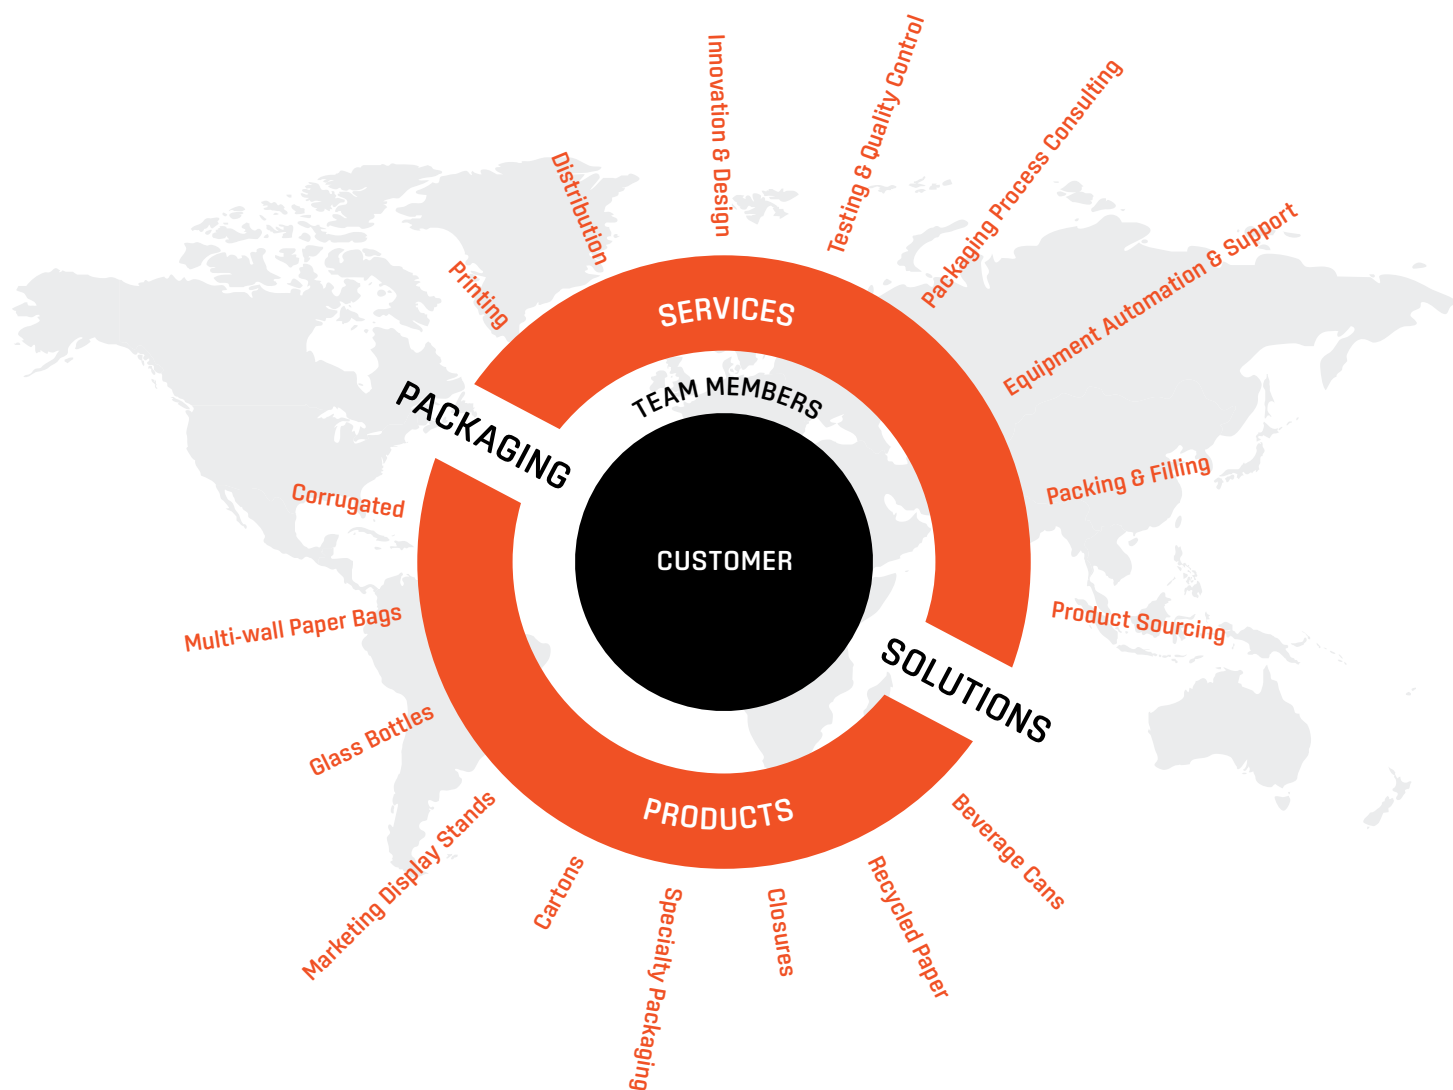 Printing
Distribution
Innovation & Design
Testing & Quality Control
Packaging Process Consulting
Equipment Automation & Support
Packing & Filling
Product Sourcing
SERVICES
TEAM MEMBERS
PACKAGING
CUSTOMER
SOLUTIONS
PRODUCTS
Corrugated
Multi-wall Paper Bags
Glass Bottles
Marketing Display Stands
Cartons
Specialty Packaging
Closures
Recycled Paper
Beverage Cans